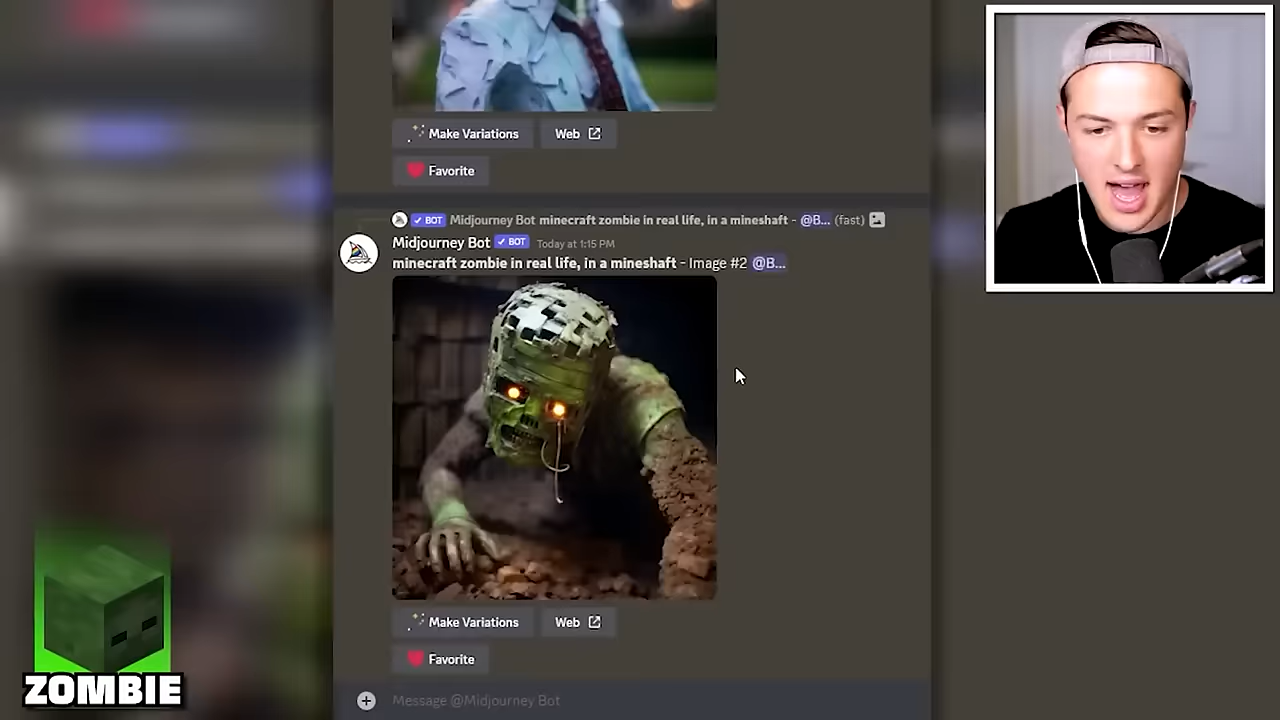 Make Variations Web
Favorite
BOT Midjourney Bot minecraft zombie in real life, in a mineshaft - @B... (fast)
Midjourney Bot BOT Today at 1:15 PM
minecraft zombie in real life, in a mineshaft - Image #2 @B...
Make Variations Web
Favorite
ZOMBIE
Message @Midjourney Bot